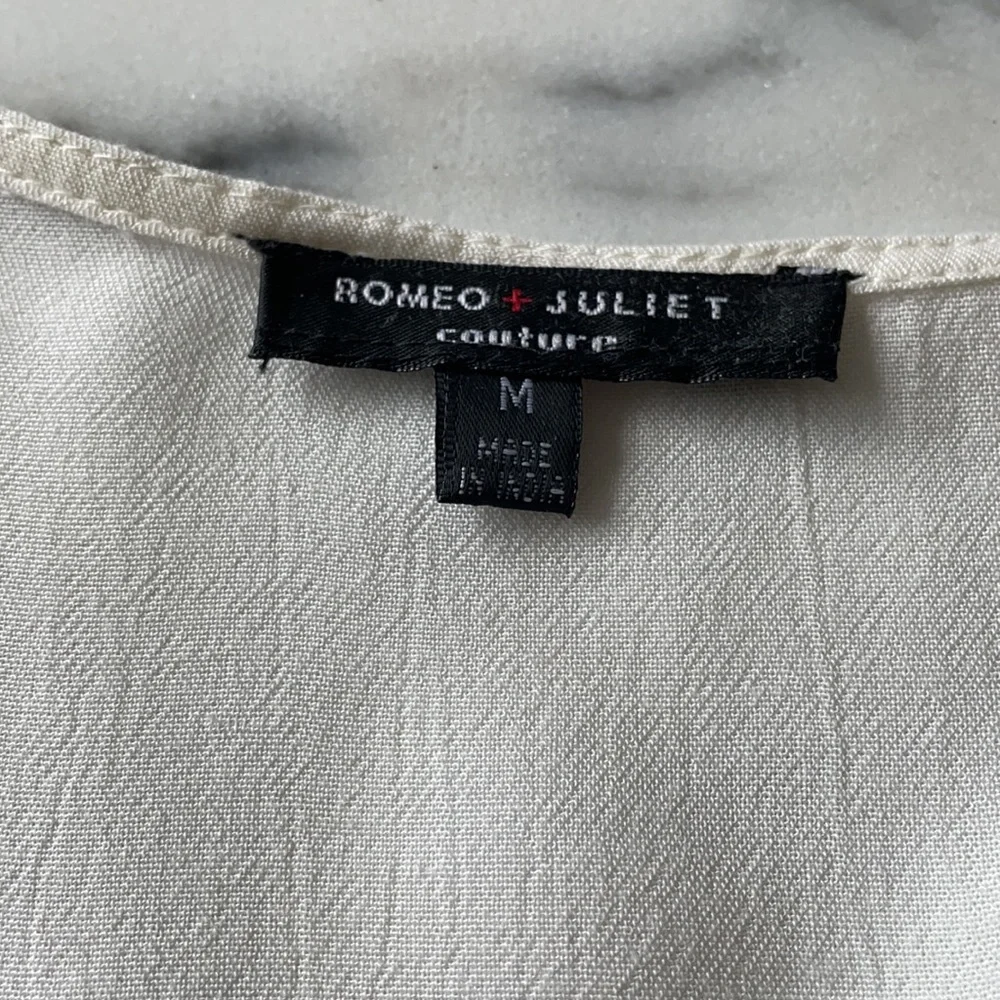 ROMEO + JULIET
couture
M
MADE
IN INDIA